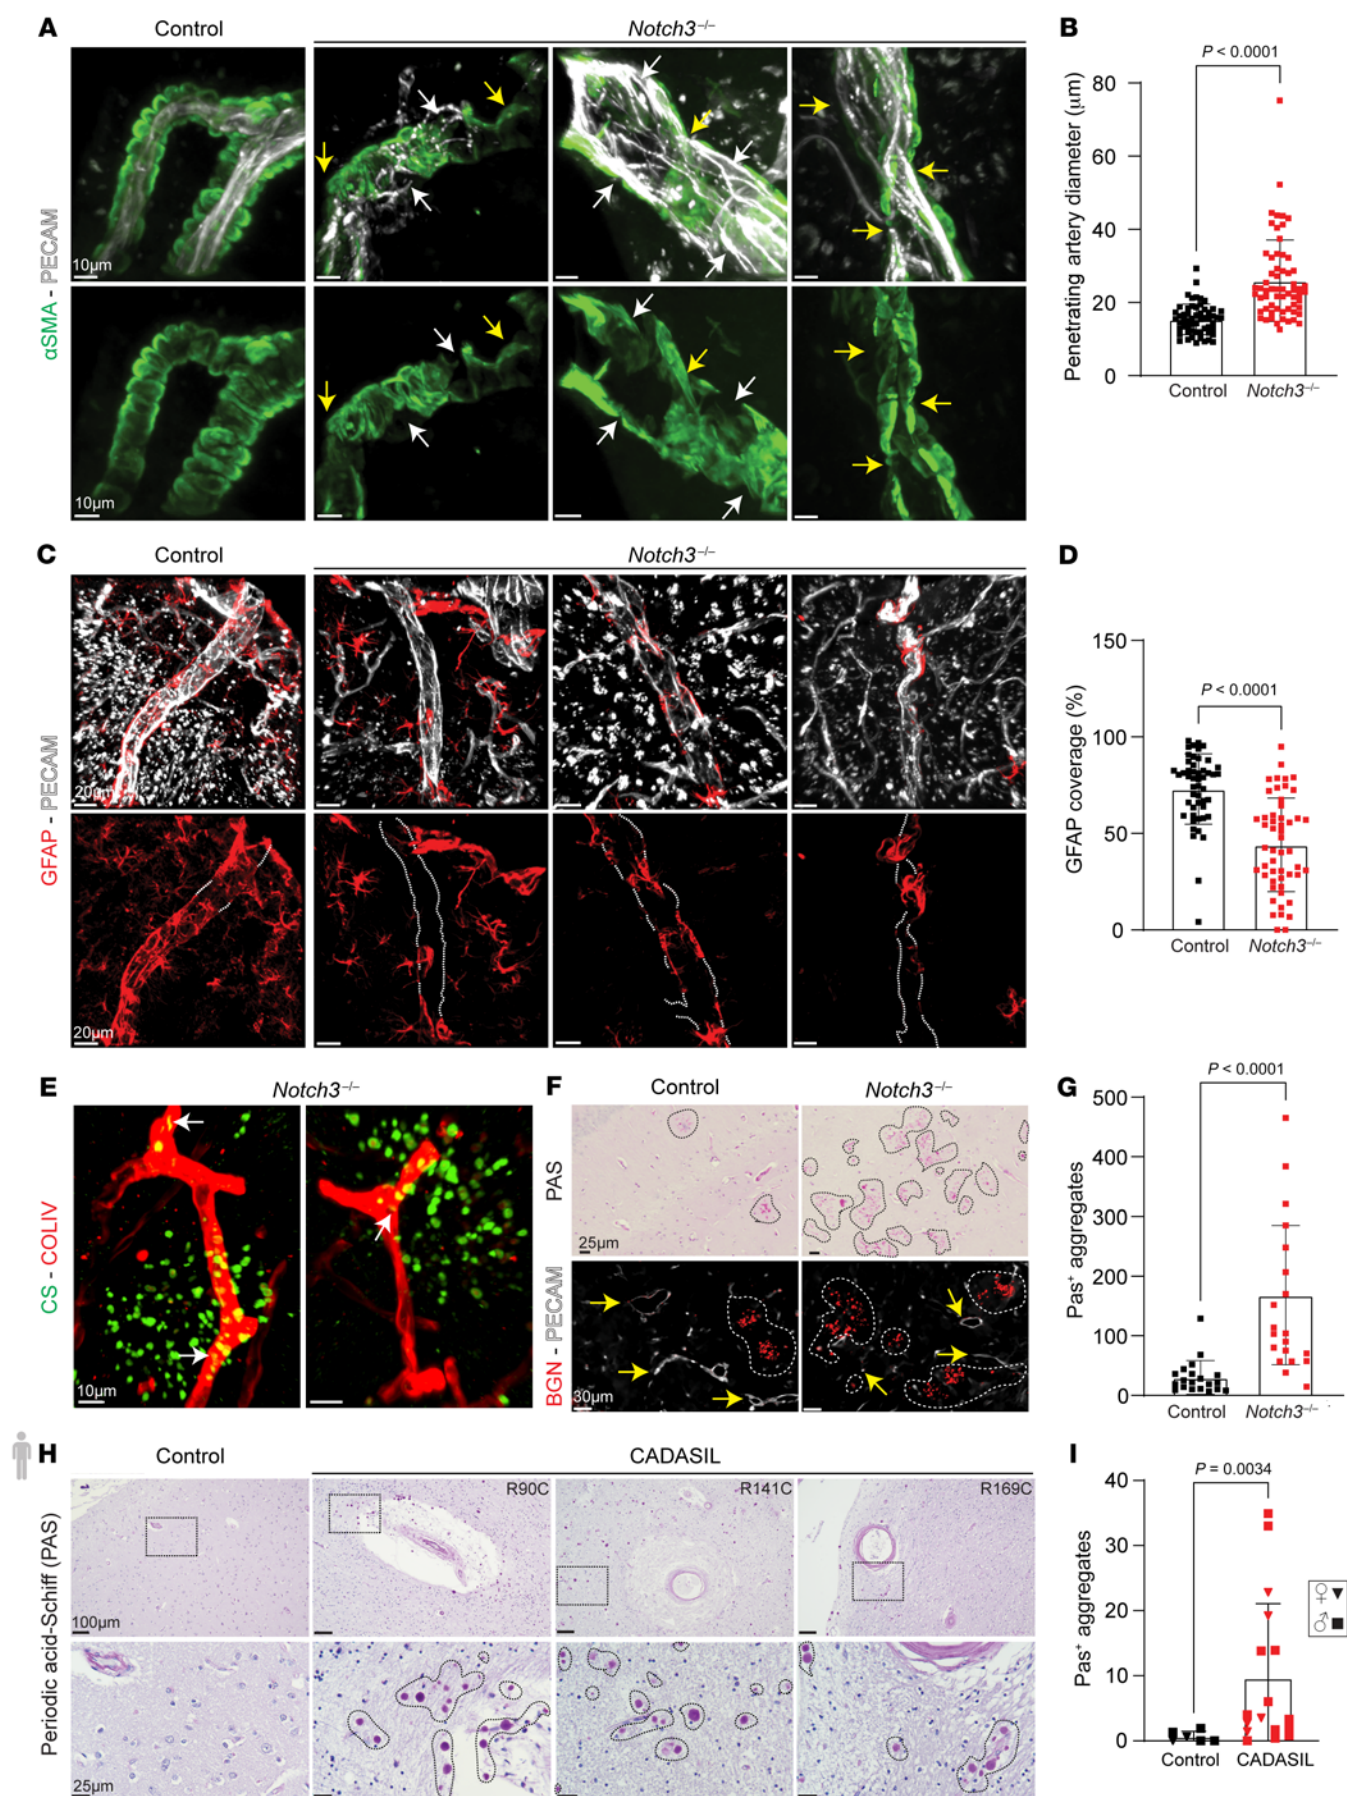 A
Control
Notch3−/−
αSMA - PECAM
10µm
10µm
B
P < 0.0001
Penetrating artery diameter (µm)
80
60
40
20
0
Control
Notch3−/−
C
Control
Notch3−/−
GFAP - PECAM
20µm
20µm
D
P < 0.0001
GFAP coverage (%)
150
100
50
0
Control
Notch3−/−
E
Notch3−/−
CS - COLIV
10µm
F
Control
Notch3−/−
PAS
25µm
BGN - PECAM
30µm
G
P < 0.0001
Pas+ aggregates
500
400
300
200
100
0
Control
Notch3−/−
H
Control
CADASIL
Periodic acid-Schiff (PAS)
R90C
R141C
R169C
100µm
25µm
I
P = 0.0034
Pas+ aggregates
40
30
20
10
0
Control
CADASIL
♀ ▼
♂ ■